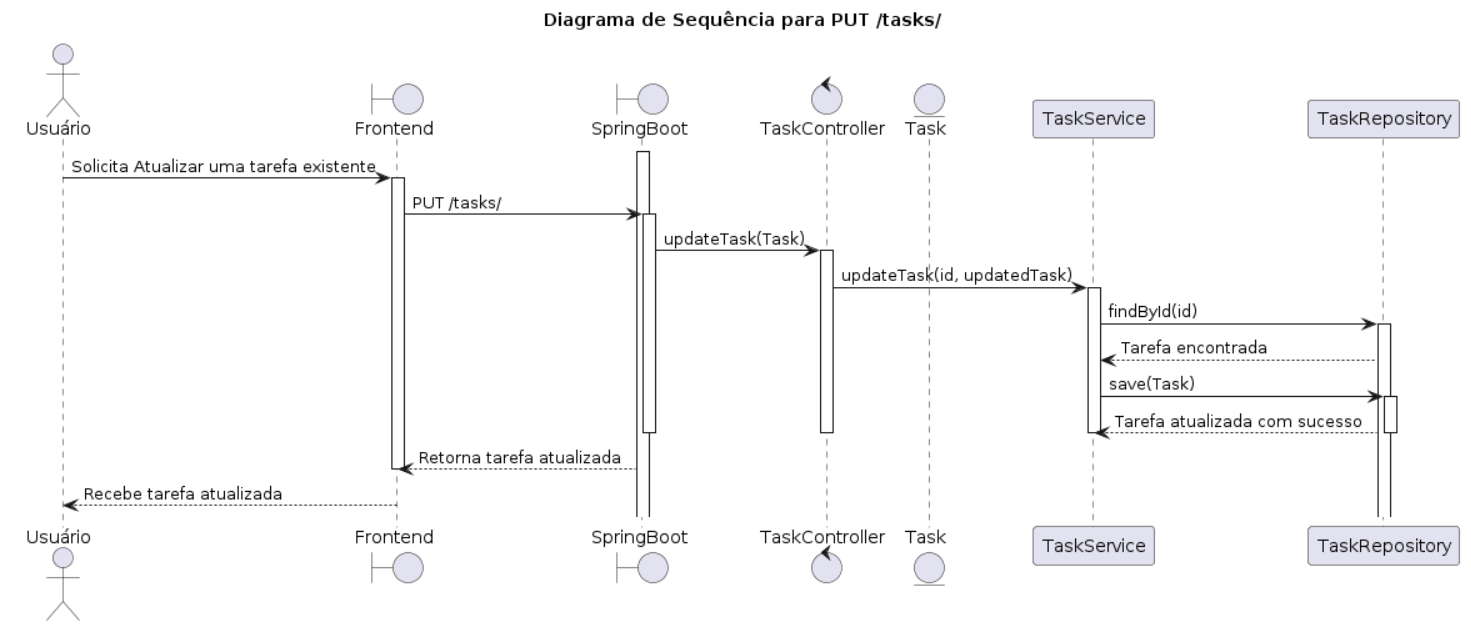 Diagrama de Sequência para PUT /tasks/
Usuário
Frontend
SpringBoot
TaskController
Task
TaskService
TaskRepository
Solicita Atualizar uma tarefa existente
PUT /tasks/
updateTask(Task)
updateTask(id, updatedTask)
findById(id)
Tarefa encontrada
save(Task)
Tarefa atualizada com sucesso
Retorna tarefa atualizada
Recebe tarefa atualizada
Usuário
Frontend
SpringBoot
TaskController
Task
TaskService
TaskRepository